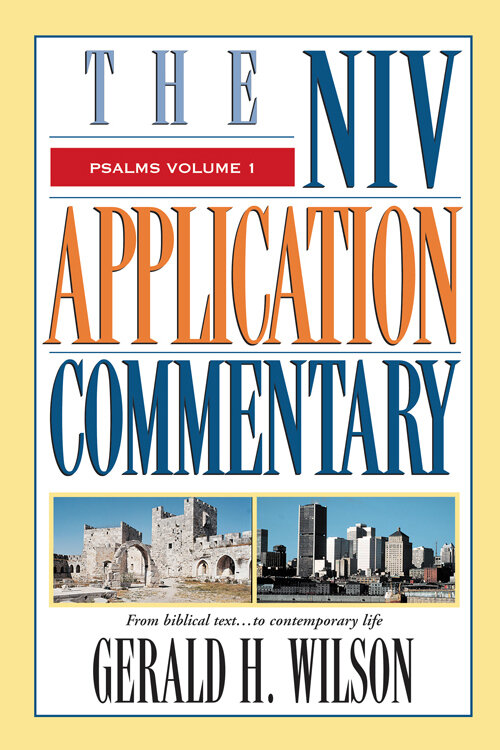 THE NIV
PSALMS VOLUME 1
APPLICATION
COMMENTARY
From biblical text...to contemporary life
GERALD H. WILSON